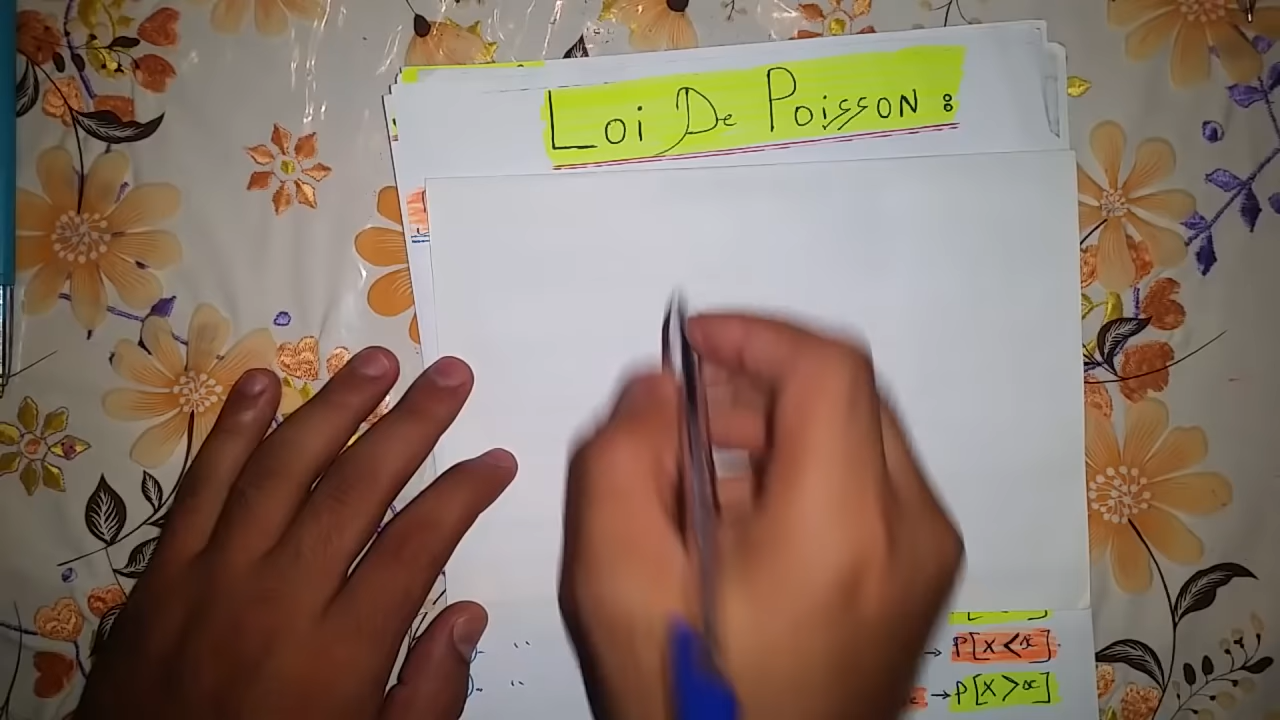 Loi De Poisson :
→ P[X < x]
→ P[X > x]